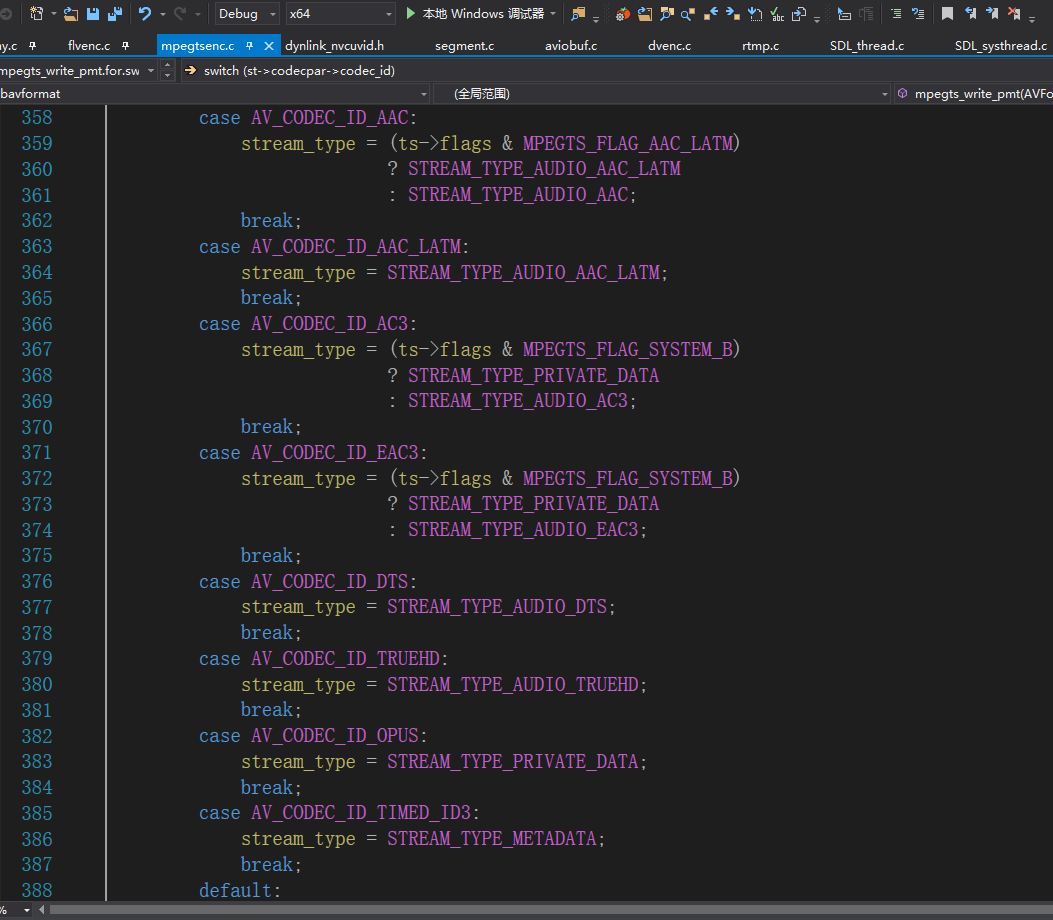 Debug x64 本地 Windows 调试器
ny.c flvenc.c mpegtsenc.c dynlink_nvcuvid.h segment.c aviobuf.c dvenc.c rtmp.c SDL_thread.c SDL_systhread.c
mpegts_write_pmt.for.sw switch (st->codecpar->codec_id)
bavformat (全局范围) mpegts_write_pmt(AVFo
358 case AV_CODEC_ID_AAC:
359 stream_type = (ts->flags & MPEGTS_FLAG_AAC_LATM)
360 ? STREAM_TYPE_AUDIO_AAC_LATM
361 : STREAM_TYPE_AUDIO_AAC;
362 break;
363 case AV_CODEC_ID_AAC_LATM:
364 stream_type = STREAM_TYPE_AUDIO_AAC_LATM;
365 break;
366 case AV_CODEC_ID_AC3:
367 stream_type = (ts->flags & MPEGTS_FLAG_SYSTEM_B)
368 ? STREAM_TYPE_PRIVATE_DATA
369 : STREAM_TYPE_AUDIO_AC3;
370 break;
371 case AV_CODEC_ID_EAC3:
372 stream_type = (ts->flags & MPEGTS_FLAG_SYSTEM_B)
373 ? STREAM_TYPE_PRIVATE_DATA
374 : STREAM_TYPE_AUDIO_EAC3;
375 break;
376 case AV_CODEC_ID_DTS:
377 stream_type = STREAM_TYPE_AUDIO_DTS;
378 break;
379 case AV_CODEC_ID_TRUEHD:
380 stream_type = STREAM_TYPE_AUDIO_TRUEHD;
381 break;
382 case AV_CODEC_ID_OPUS:
383 stream_type = STREAM_TYPE_PRIVATE_DATA;
384 break;
385 case AV_CODEC_ID_TIMED_ID3:
386 stream_type = STREAM_TYPE_METADATA;
387 break;
388 default:
%